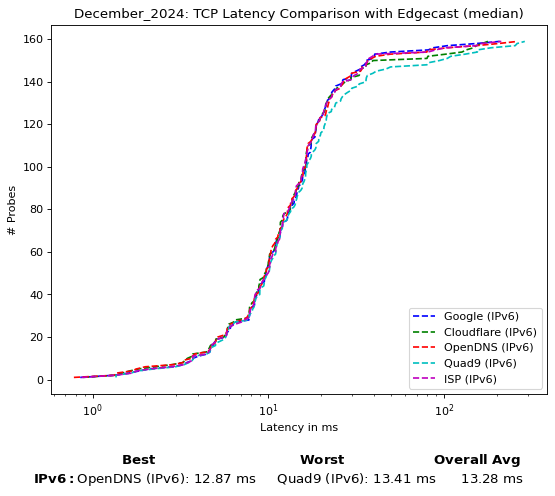 December_2024: TCP Latency Comparison with Edgecast (median)
160
140
120
100
80
60
40
20
0
# Probes
Google (IPv6)
Cloudflare (IPv6)
OpenDNS (IPv6)
Quad9 (IPv6)
ISP (IPv6)
10^0 10^1 10^2
Latency in ms
Best Worst Overall Avg
IPv6: OpenDNS (IPv6): 12.87 ms Quad9 (IPv6): 13.41 ms 13.28 ms